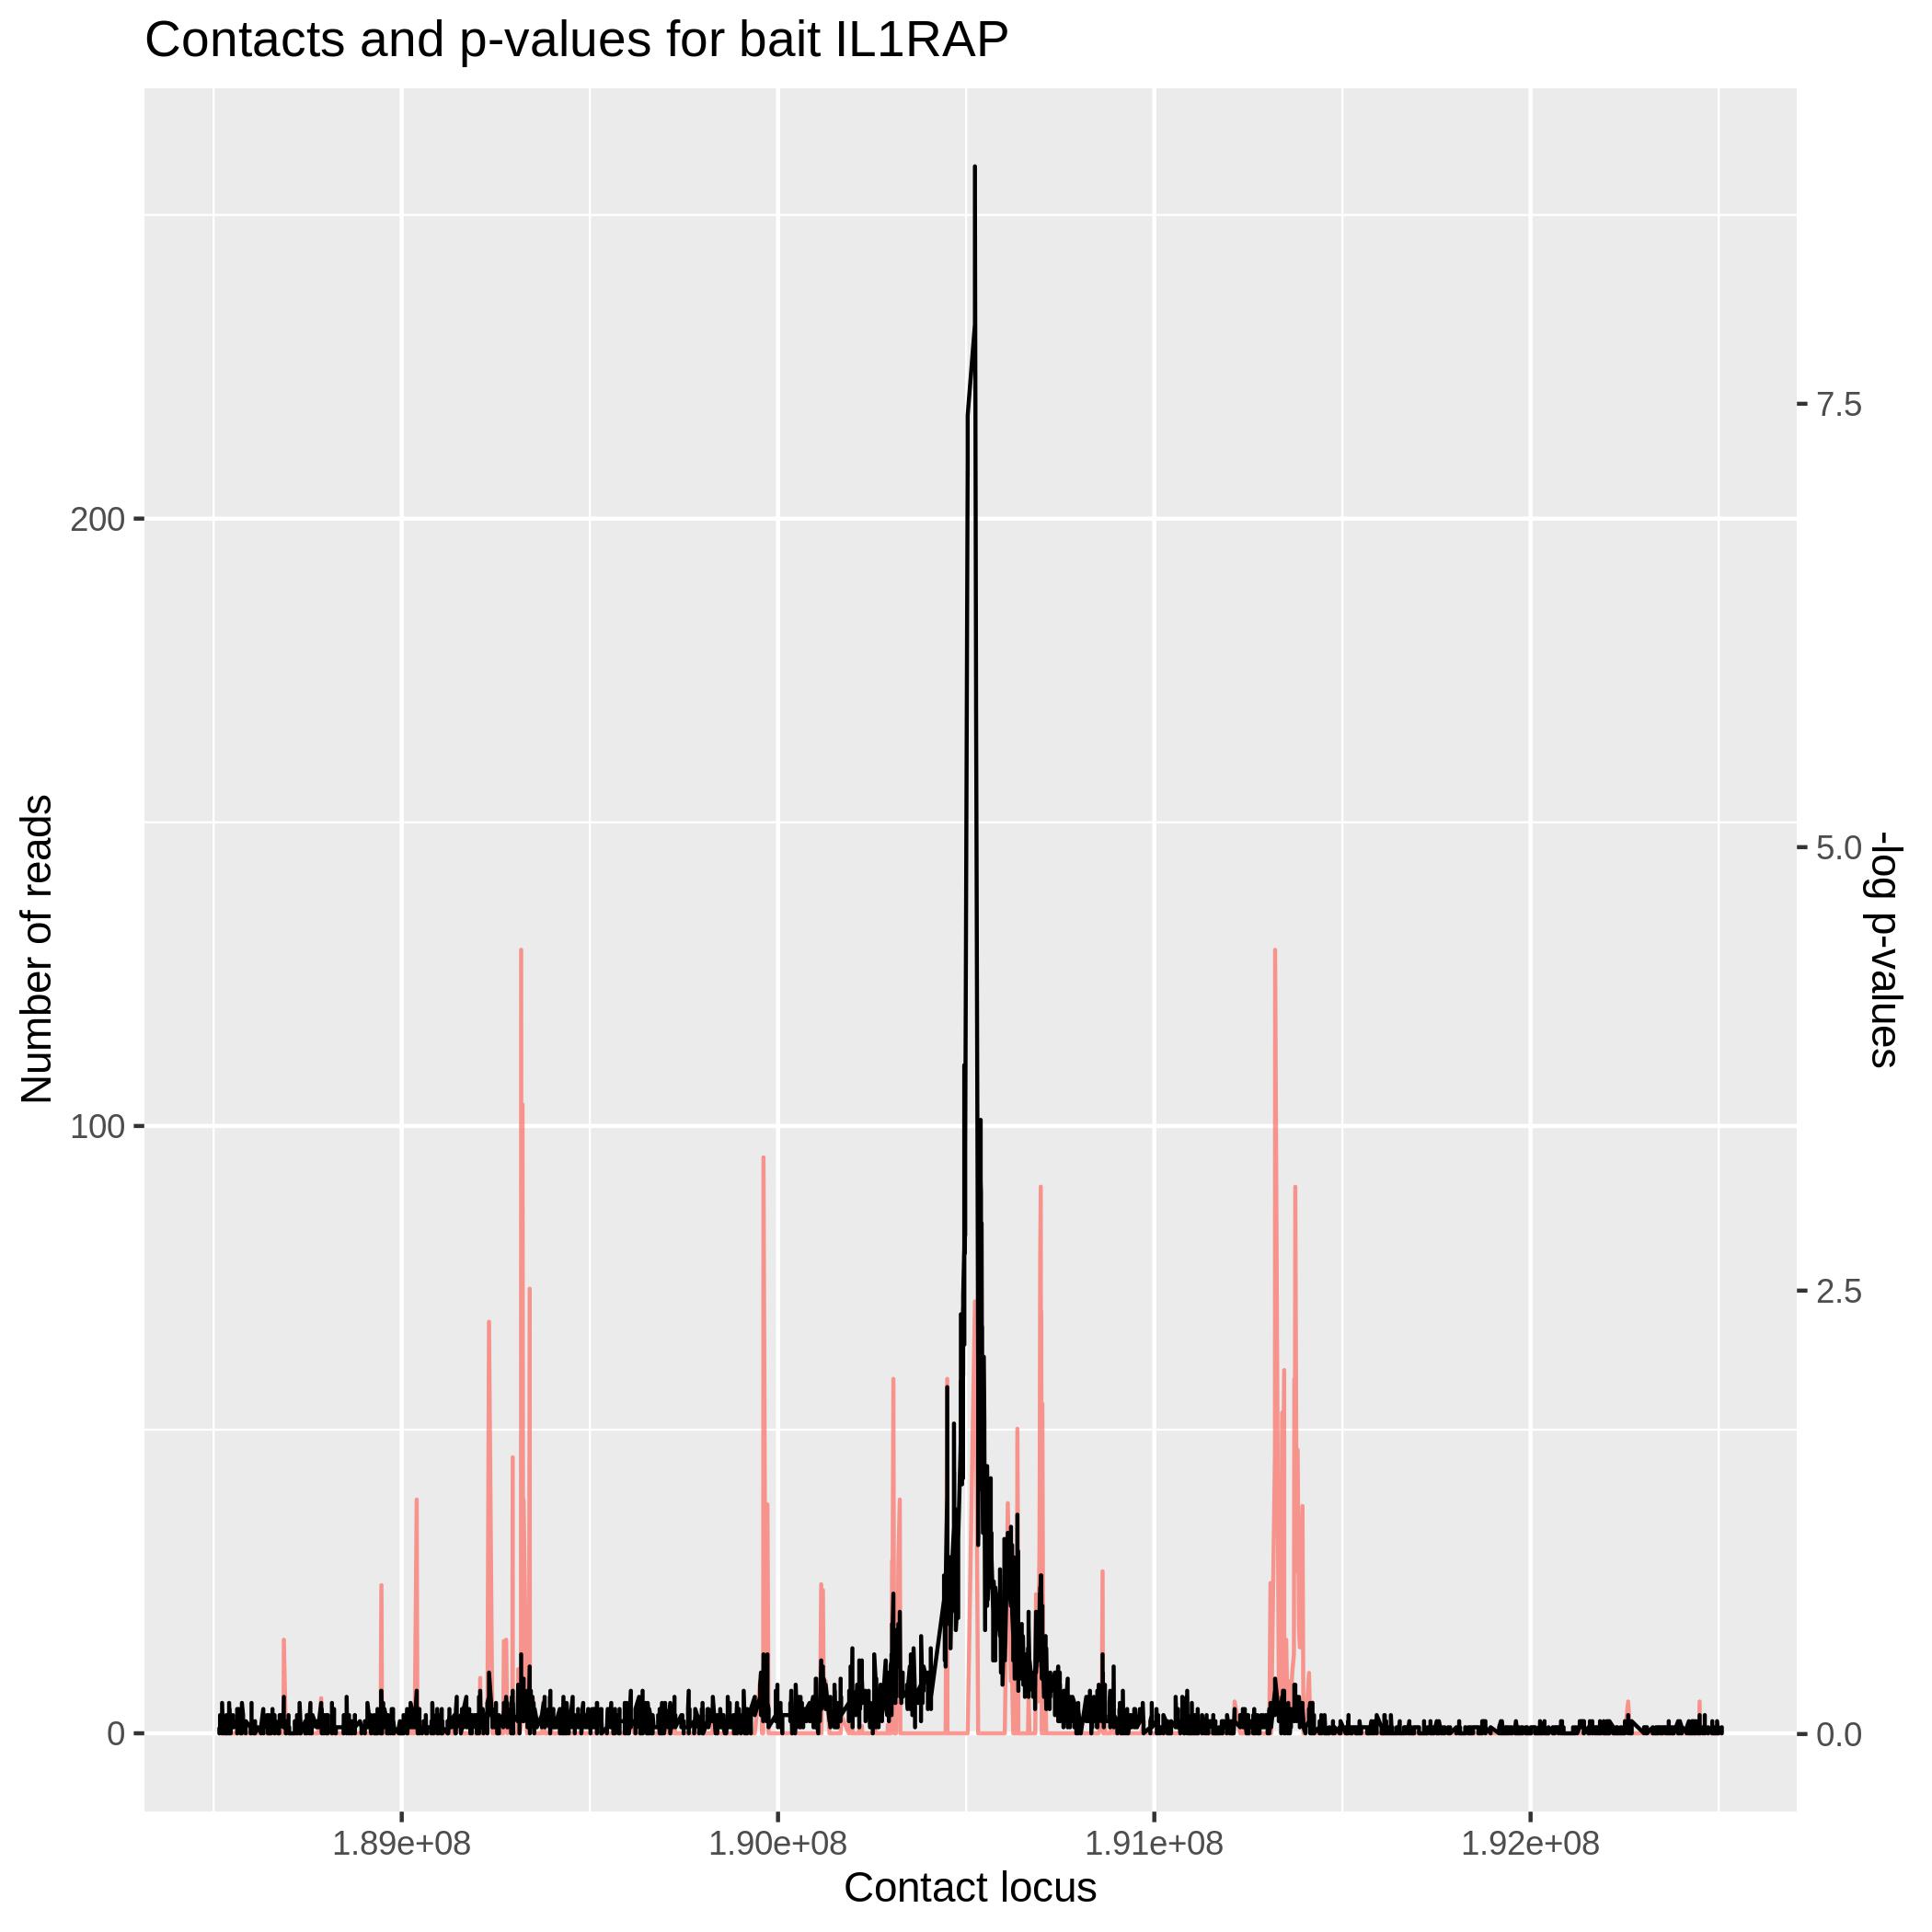 Contacts and p-values for bait IL1RAP
Number of reads
200
100
0
7.5
5.0
2.5
0.0
-log p-values
1.89e+08
1.90e+08
1.91e+08
1.92e+08
Contact locus